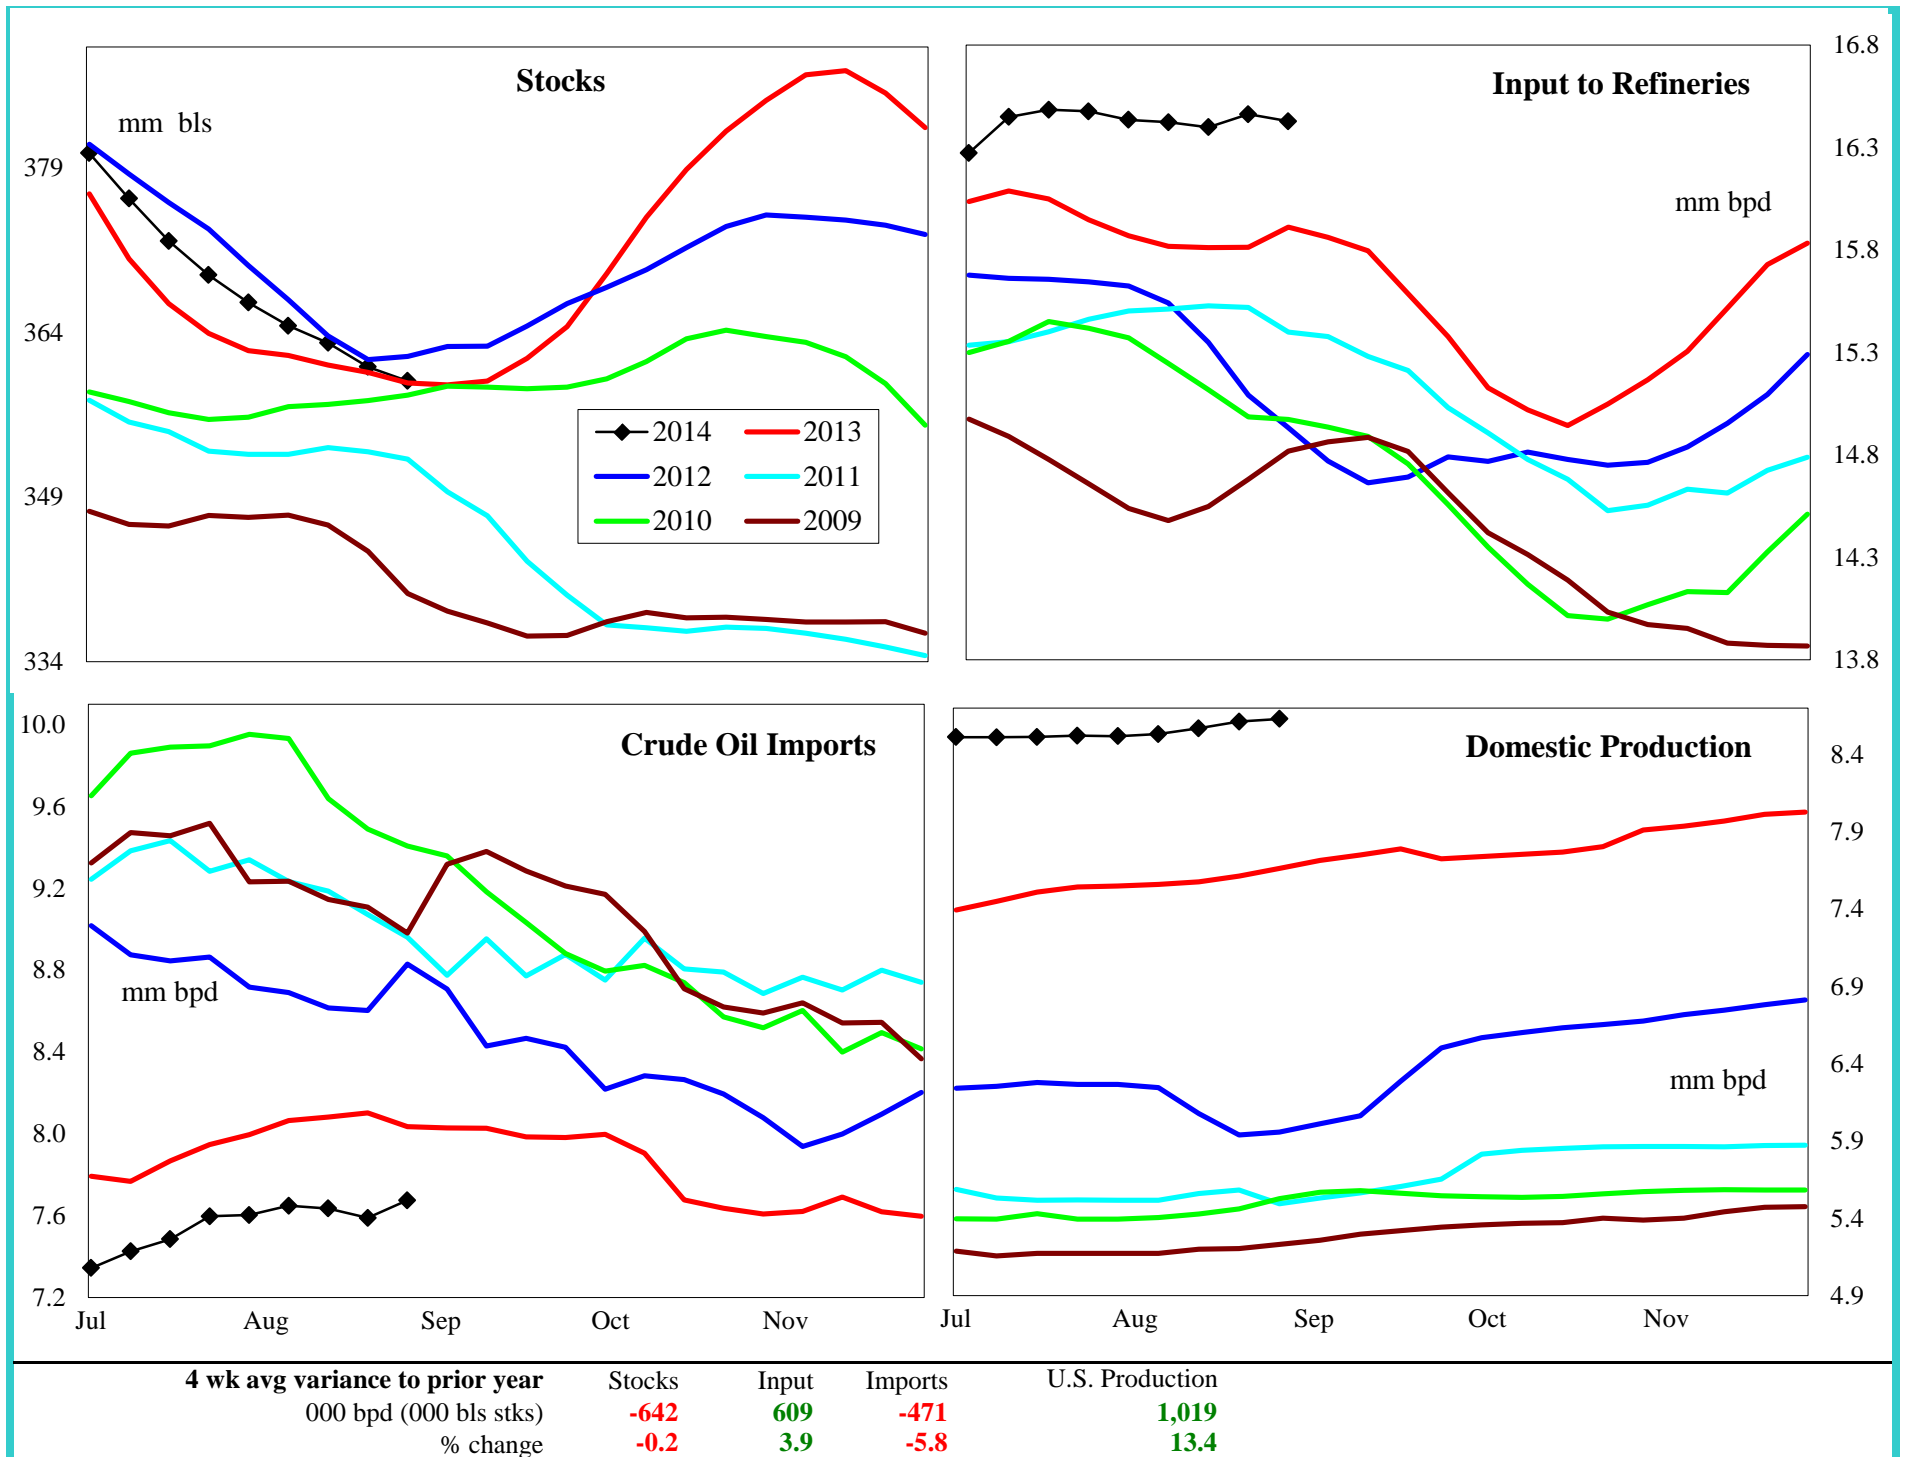 Stocks
mm bls
379
364
349
334
2014 2013
2012 2011
2010 2009
Input to Refineries
mm bpd
16.8
16.3
15.8
15.3
14.8
14.3
13.8
Crude Oil Imports
mm bpd
10.0
9.6
9.2
8.8
8.4
8.0
7.6
7.2
Jul Aug Sep Oct Nov
Domestic Production
mm bpd
8.4
7.9
7.4
6.9
6.4
5.9
5.4
4.9
Jul Aug Sep Oct Nov
4 wk avg variance to prior year Stocks Input Imports U.S. Production
000 bpd (000 bls stks) -642 609 -471 1,019
% change -0.2 3.9 -5.8 13.4